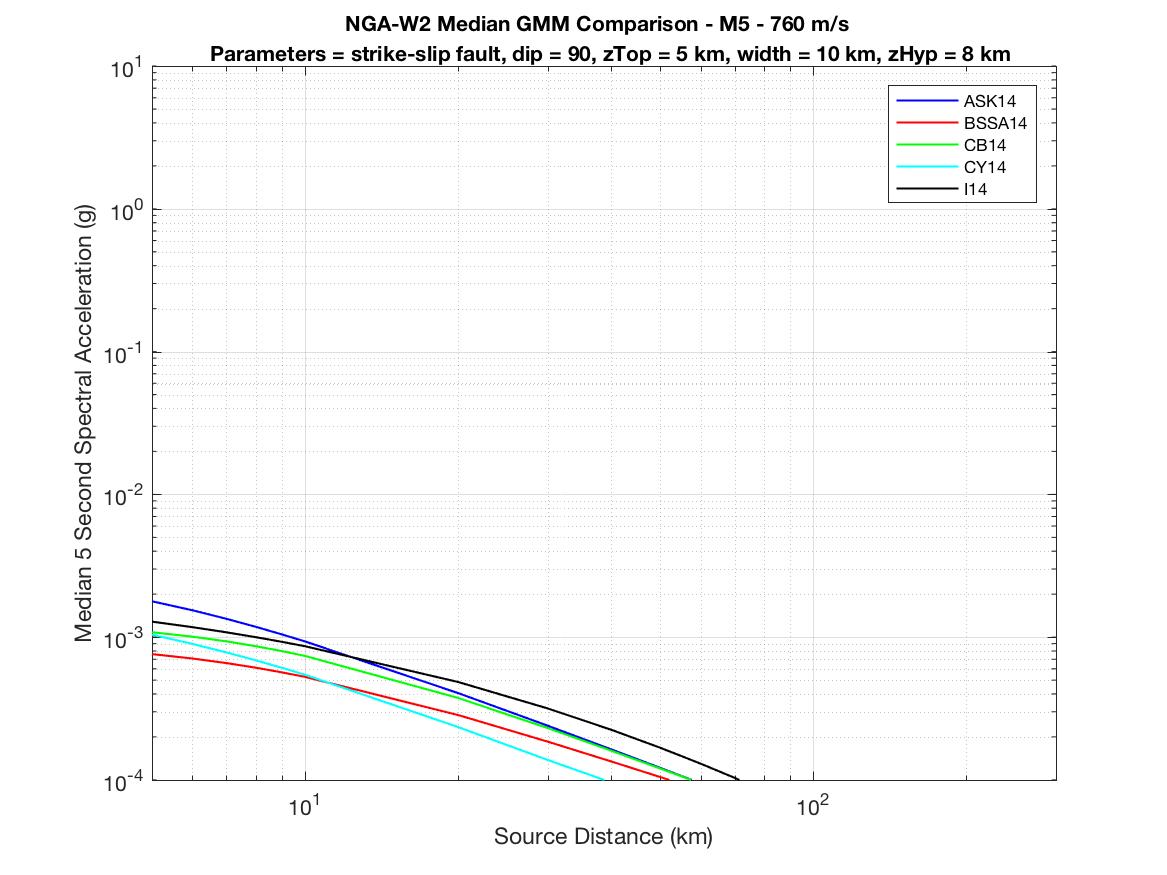 NGA-W2 Median GMM Comparison - M5 - 760 m/s
Parameters = strike-slip fault, dip = 90, zTop = 5 km, width = 10 km, zHyp = 8 km
ASK14
BSSA14
CB14
CY14
I14
Median 5 Second Spectral Acceleration (g)
10^1
10^0
10^-1
10^-2
10^-3
10^-4
10^1
10^2
Source Distance (km)